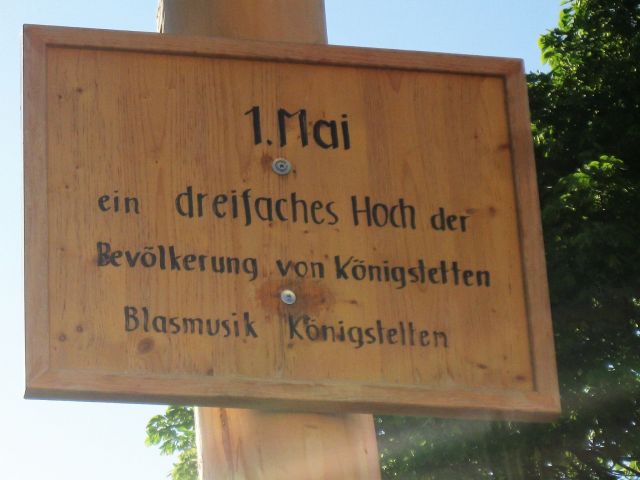 1. Mai
ein dreifaches Hoch der
Bevölkerung von Königstetten
Blasmusik Königstetten